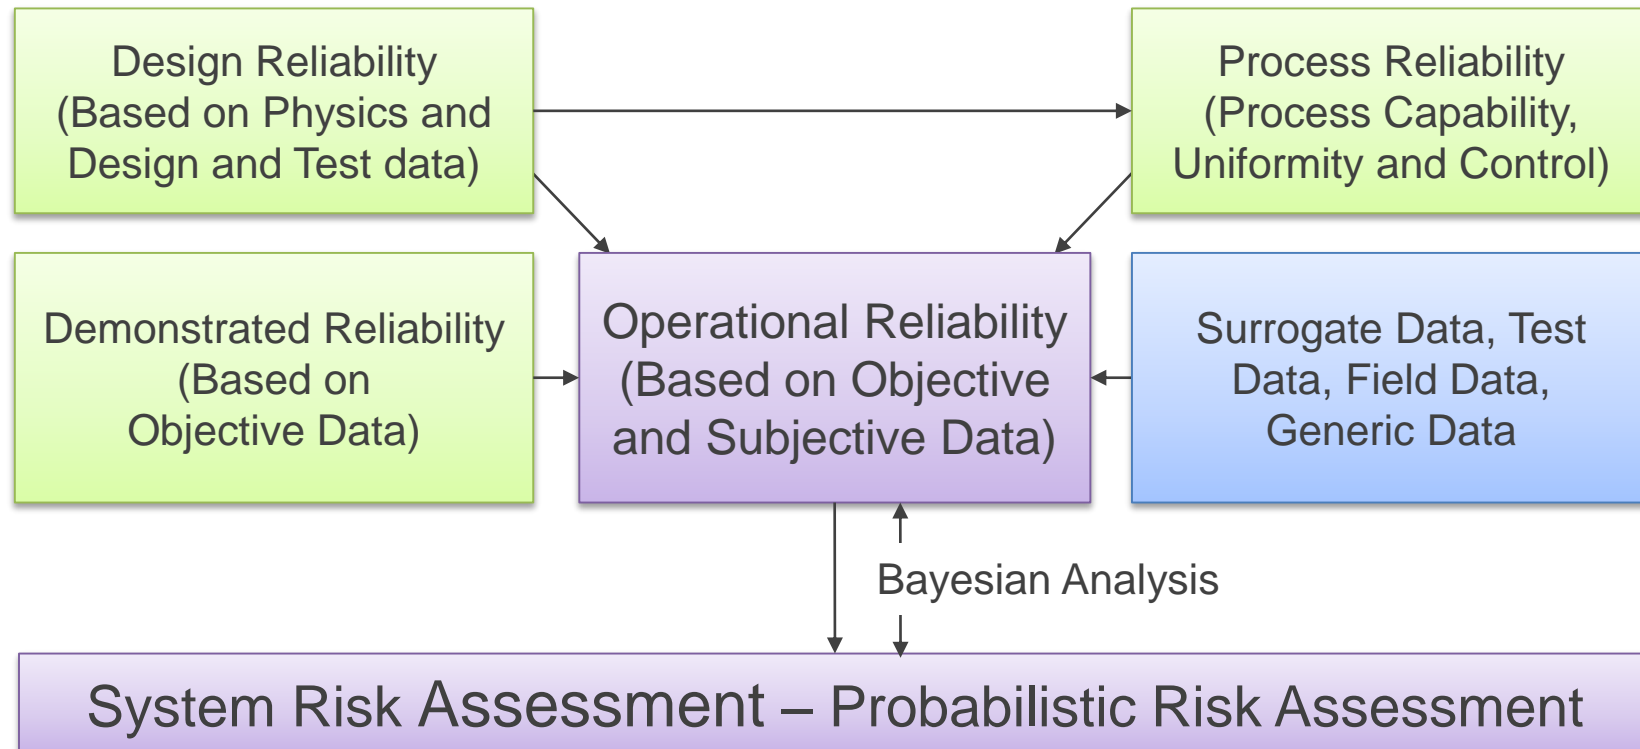 Design Reliability
(Based on Physics and
Design and Test data)
Process Reliability
(Process Capability,
Uniformity and Control)
Demonstrated Reliability
(Based on
Objective Data)
Operational Reliability
(Based on Objective
and Subjective Data)
Surrogate Data, Test
Data, Field Data,
Generic Data
Bayesian Analysis
System Risk Assessment – Probabilistic Risk Assessment